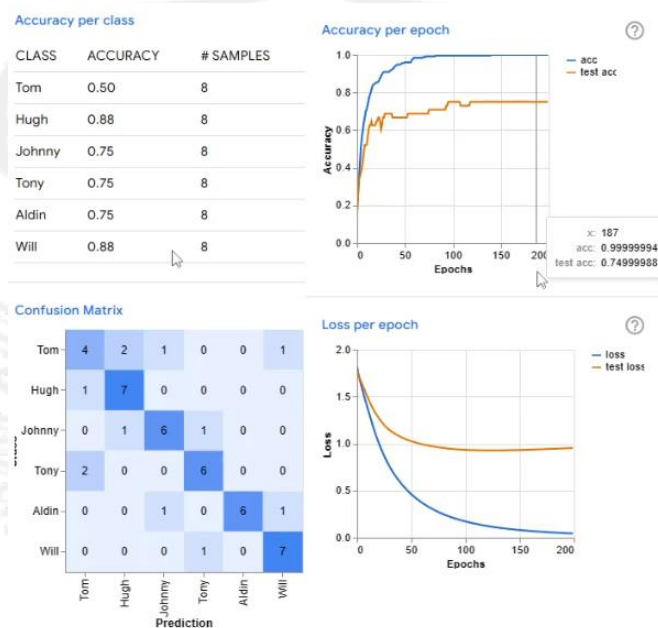 Accuracy per class
CLASS ACCURACY # SAMPLES
Tom 0.50 8
Hugh 0.88 8
Johnny 0.75 8
Tony 0.75 8
Aldin 0.75 8
Will 0.88 8
Accuracy per epoch
acc
test acc
1.0
0.8
0.6
0.4
0.2
0.0
Accuracy
0 50 100 150 200
Epochs
x: 187
acc: 0.99999994
test acc: 0.74999988
Confusion Matrix
Tom 4 2 1 0 0 1
Hugh 1 7 0 0 0 0
Johnny 0 1 6 1 0 0
Tony 2 0 0 6 0 0
Aldin 0 0 1 0 6 1
Will 0 0 0 1 0 7
Tom Hugh Johnny Tony Aldin Will
Prediction
Loss per epoch
loss
test loss
2.0
1.5
1.0
0.5
0.0
Loss
0 50 100 150 200
Epochs